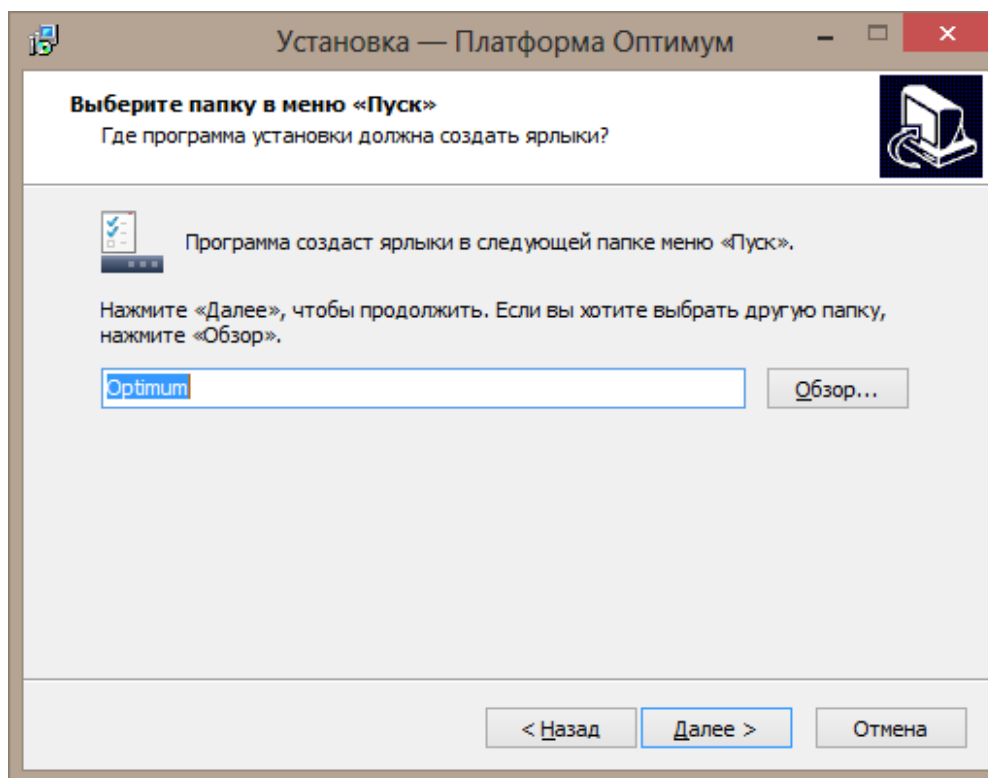 Установка — Платформа Оптимум
Выберите папку в меню «Пуск»
Где программа установки должна создать ярлыки?
Программа создаст ярлыки в следующей папке меню «Пуск».
Нажмите «Далее», чтобы продолжить. Если вы хотите выбрать другую папку,
нажмите «Обзор».
Optimum
Обзор...
< Назад
Далее >
Отмена